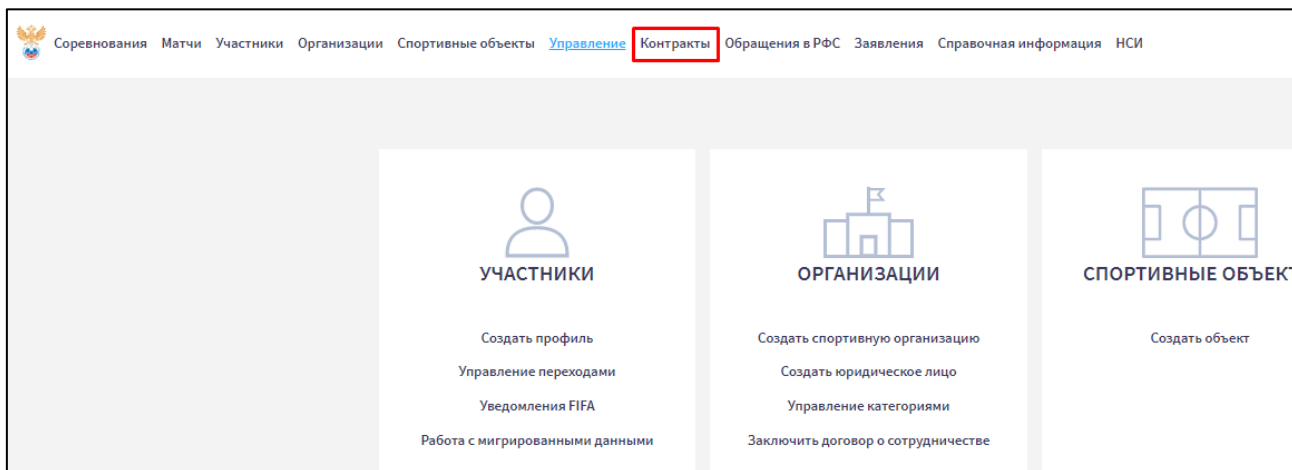 Соревнования Матчи Участники Организации Спортивные объекты Управление Контракты Обращения в РФС Заявления Справочная информация НСИ
УЧАСТНИКИ
Создать профиль
Управление переходами
Уведомления FIFA
Работа с мигрированными данными
ОРГАНИЗАЦИИ
Создать спортивную организацию
Создать юридическое лицо
Управление категориями
Заключить договор о сотрудничестве
СПОРТИВНЫЕ ОБЪЕКТ
Создать объект